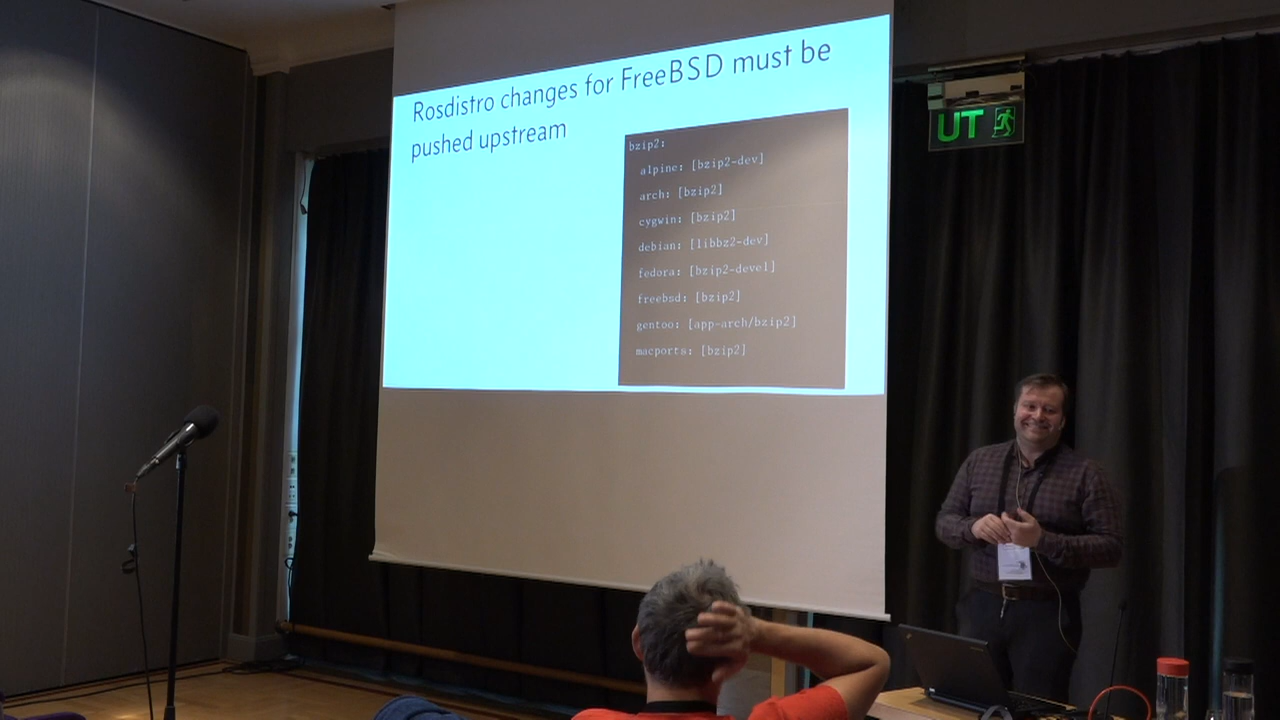 Rosdistro changes for FreeBSD must be
pushed upstream
bzip2:
alpine: [bzip2-dev]
arch: [bzip2]
cygwin: [bzip2]
debian: [libbz2-dev]
fedora: [bzip2-devel]
freebsd: [bzip2]
gentoo: [app-arch/bzip2]
macports: [bzip2]
UT